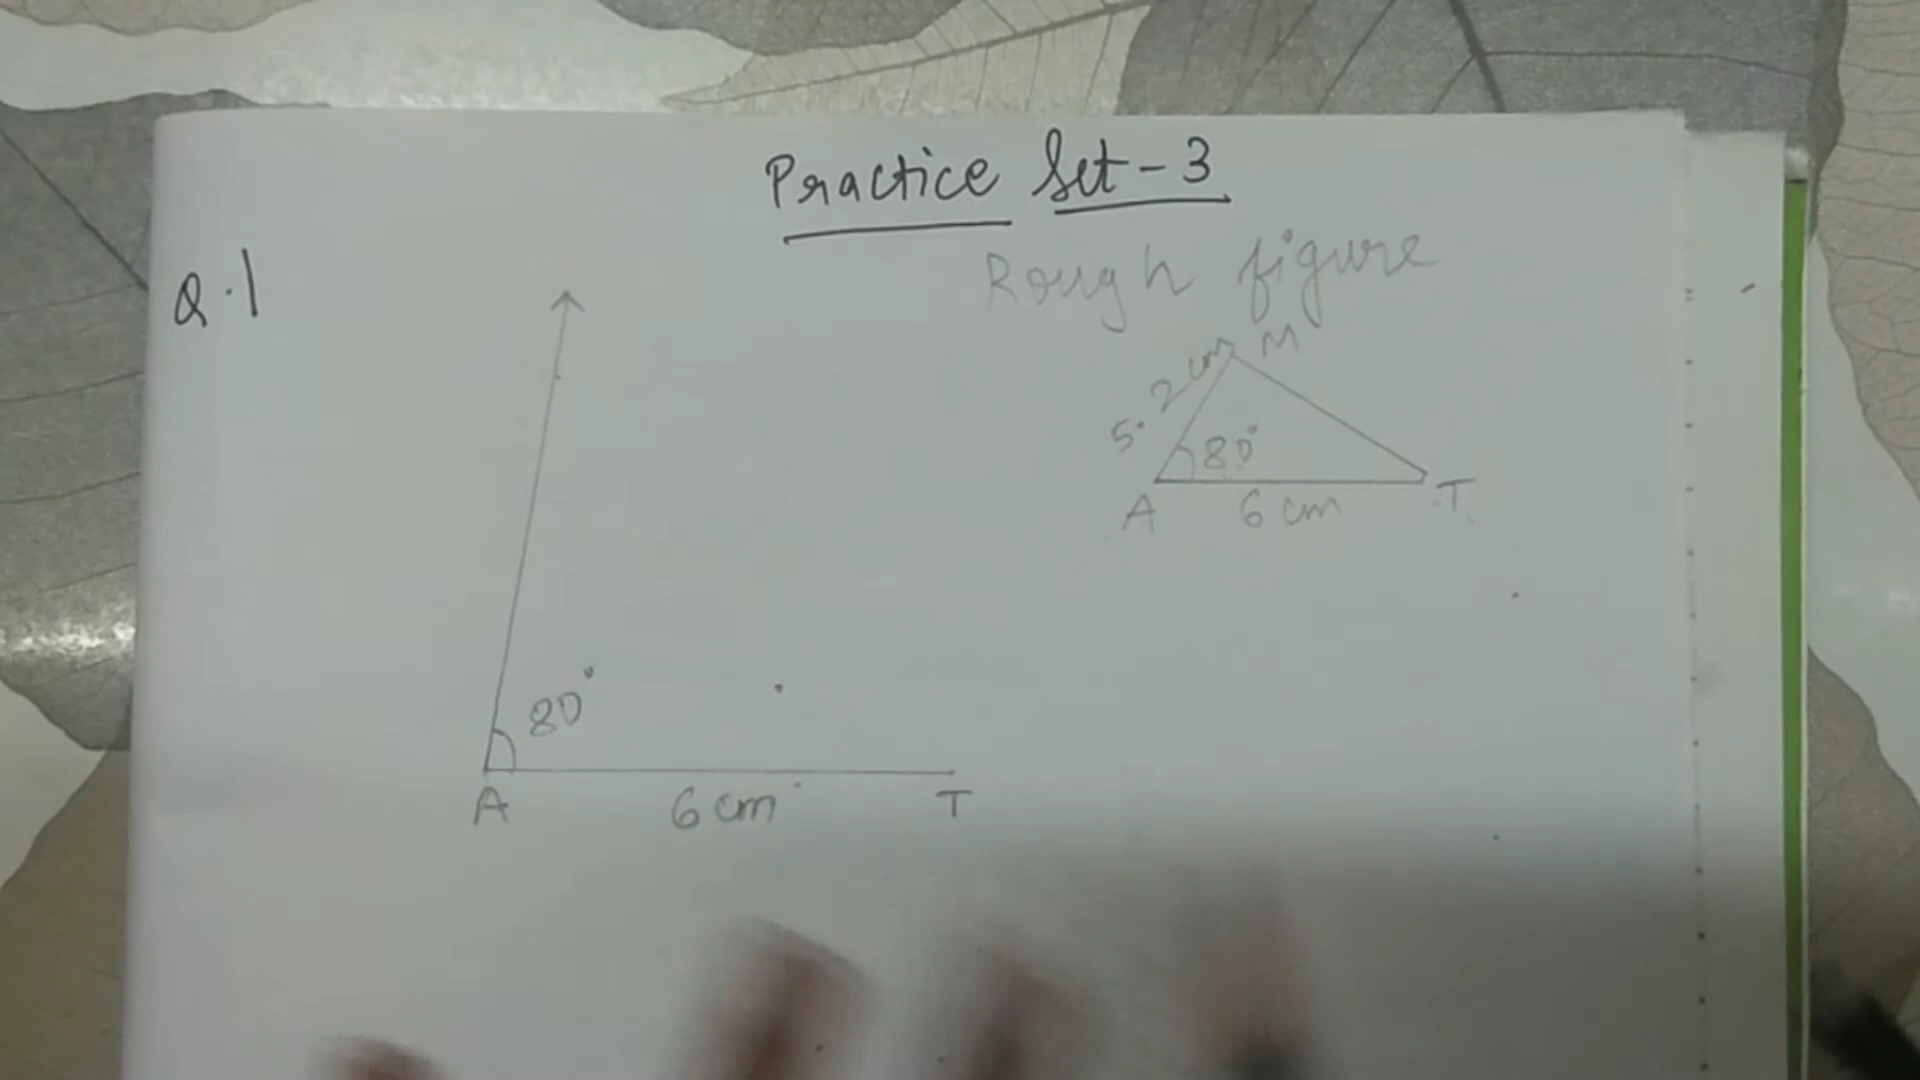 Practice Set - 3
Rough figure
Q.1
M
5.2 cm
80°
A 6 cm T
80°
A 6 cm T